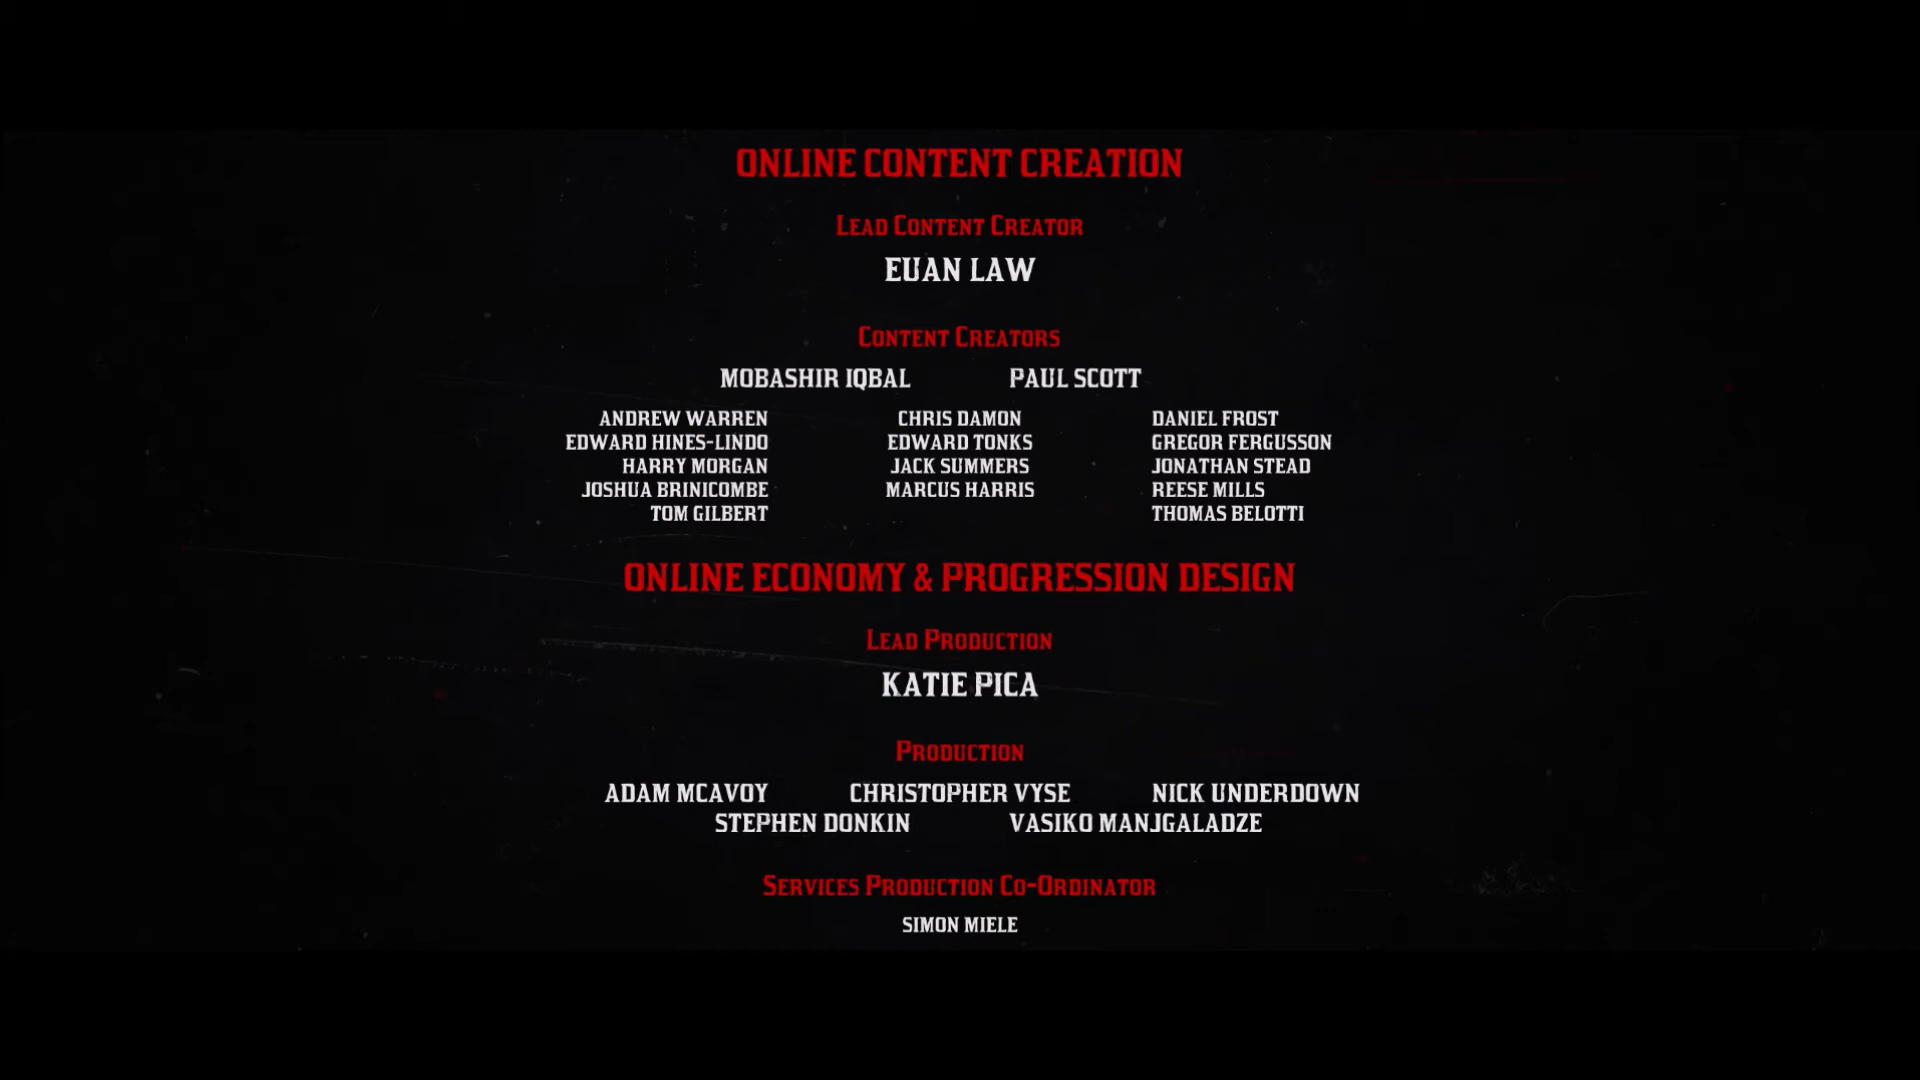 ONLINE CONTENT CREATION
LEAD CONTENT CREATOR
EUAN LAW
CONTENT CREATORS
MOBASHIR IQBAL PAUL SCOTT
ANDREW WARREN CHRIS DAMON DANIEL FROST
EDWARD HINES-LINDO EDWARD TONKS GREGOR FERGUSSON
HARRY MORGAN JACK SUMMERS JONATHAN STEAD
JOSHUA BRINICOMBE MARCUS HARRIS REESE MILLS
TOM GILBERT THOMAS BELOTTI
ONLINE ECONOMY & PROGRESSION DESIGN
LEAD PRODUCTION
KATIE PICA
PRODUCTION
ADAM MCAVOY CHRISTOPHER VYSE NICK UNDERDOWN
STEPHEN DONKIN VASIKO MANJGALADZE
SERVICES PRODUCTION CO-ORDINATOR
SIMON MIELE